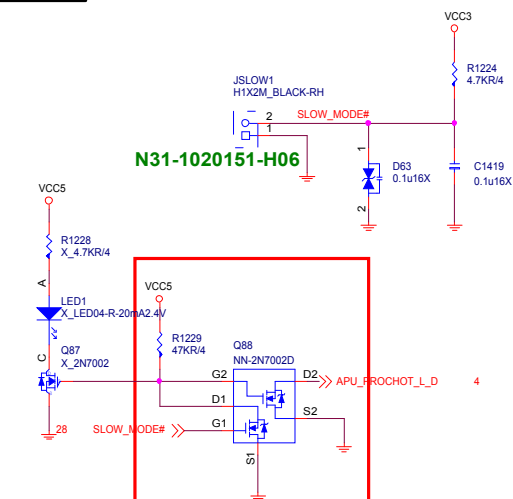 VCC3
R1224
4.7KR/4
JSLOW1
H1X2M_BLACK-RH
2
SLOW_MODE#
1
N31-1020151-H06
1
D63
0.1u16X
2
C1419
0.1u16X
VCC5
R1228
X_4.7KR/4
A
LED1
X_LED04-R-20mA2.4V
C
Q87
X_2N7002
VCC5
R1229
47KR/4
Q88
NN-2N7002D
G2
D2
APU_PROCHOT_L_D
4
D1
S2
28
SLOW_MODE#
G1
S1